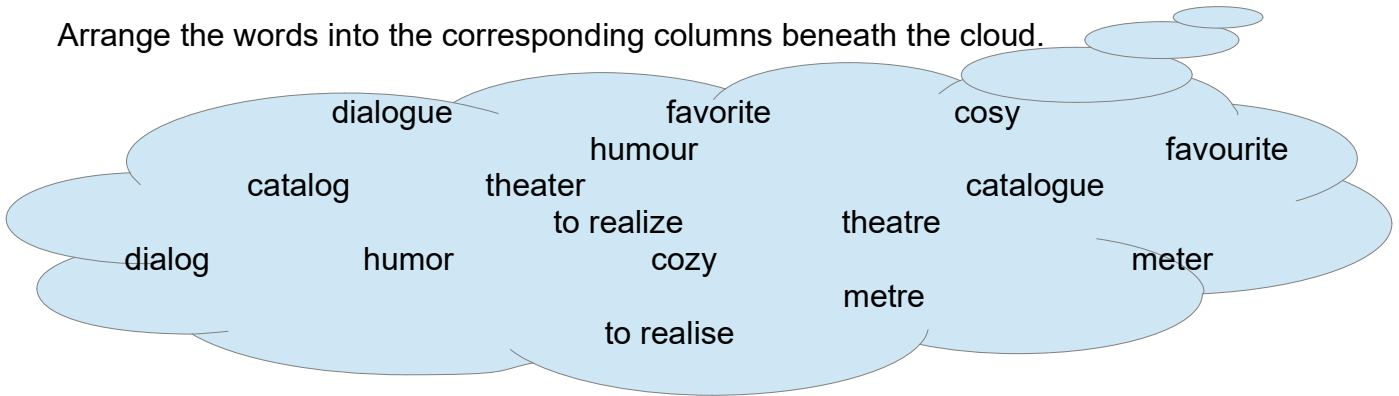 Arrange the words into the corresponding columns beneath the cloud.
dialogue favorite cosy
humour favourite
catalog theater catalogue
to realize theatre
dialog humor cozy meter
metre
to realise